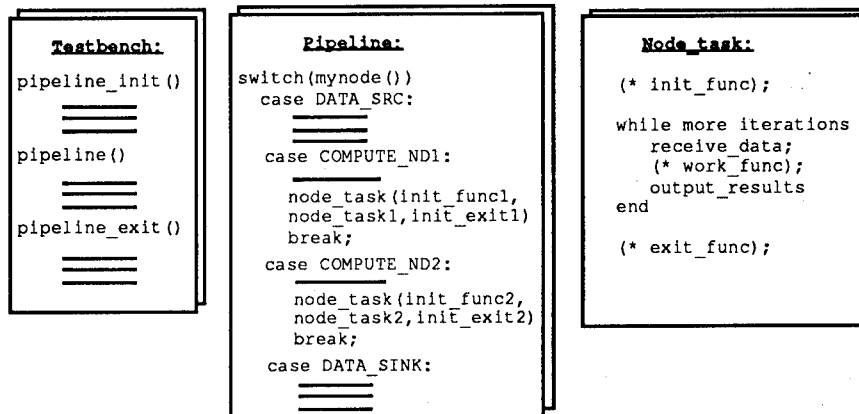 Testbench:
pipeline_init()
pipeline()
pipeline_exit()
Pipeline:
switch(mynode())
case DATA_SRC:
case COMPUTE_ND1:
node_task(init_func1,
node_task1,init_exit1)
break;
case COMPUTE_ND2:
node_task(init_func2,
node_task2,init_exit2)
break;
case DATA_SINK:
Node_task:
(* init_func);
while more iterations
receive_data;
(* work_func);
output_results
end
(* exit_func);